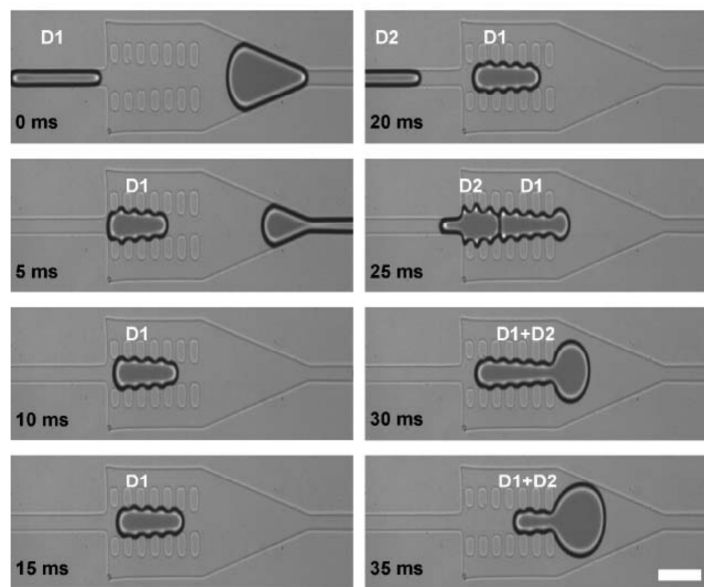 D1
0 ms
D2 D1
20 ms
D1
5 ms
D2 D1
25 ms
D1
10 ms
D1+D2
30 ms
D1
15 ms
D1+D2
35 ms